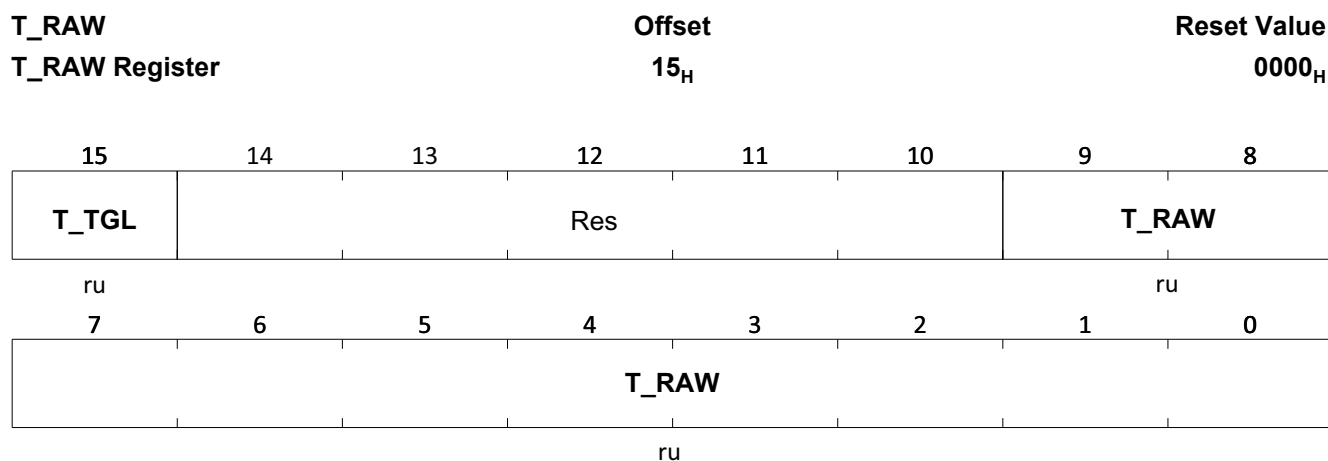 T_RAW Offset Reset Value
T_RAW Register 15H 0000H
15 14 13 12 11 10 9 8
T_TGL Res T_RAW
ru ru
7 6 5 4 3 2 1 0
T_RAW
ru